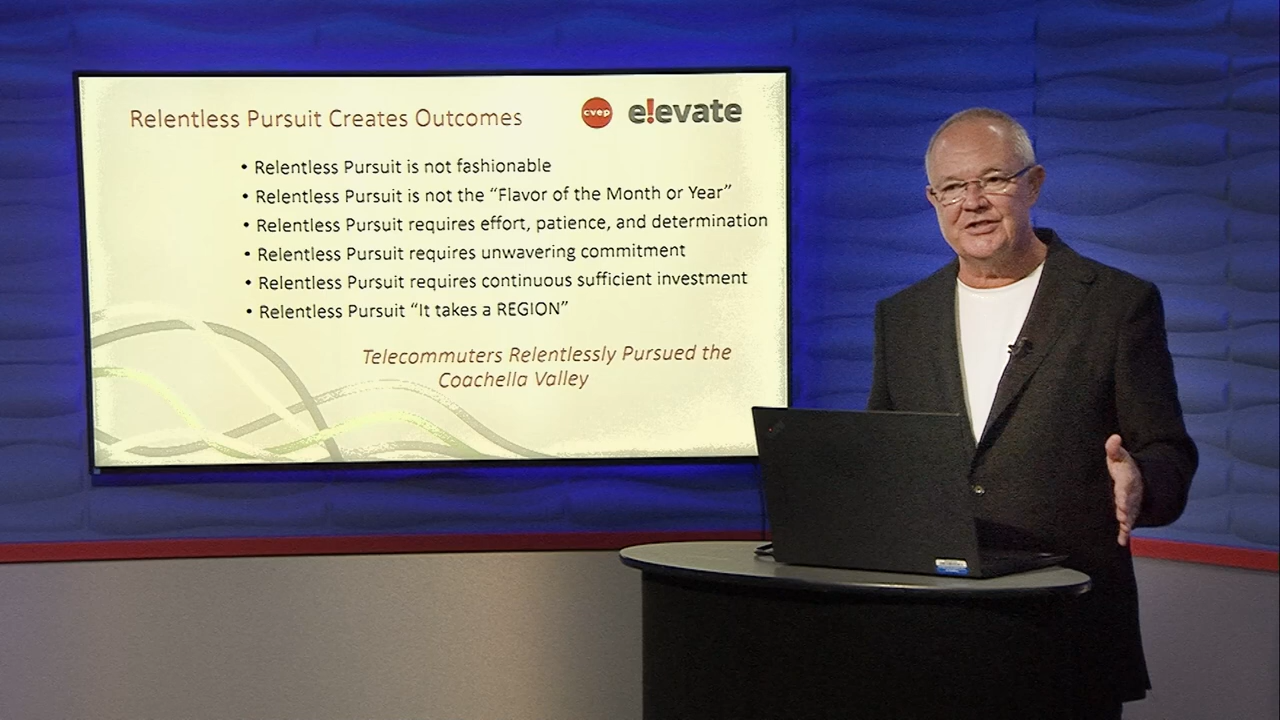 Relentless Pursuit Creates Outcomes
cvep
e!evate
• Relentless Pursuit is not fashionable
• Relentless Pursuit is not the “Flavor of the Month or Year”
• Relentless Pursuit requires effort, patience, and determination
• Relentless Pursuit requires unwavering commitment
• Relentless Pursuit requires continuous sufficient investment
• Relentless Pursuit “It takes a REGION”
Telecommuters Relentlessly Pursued the
Coachella Valley